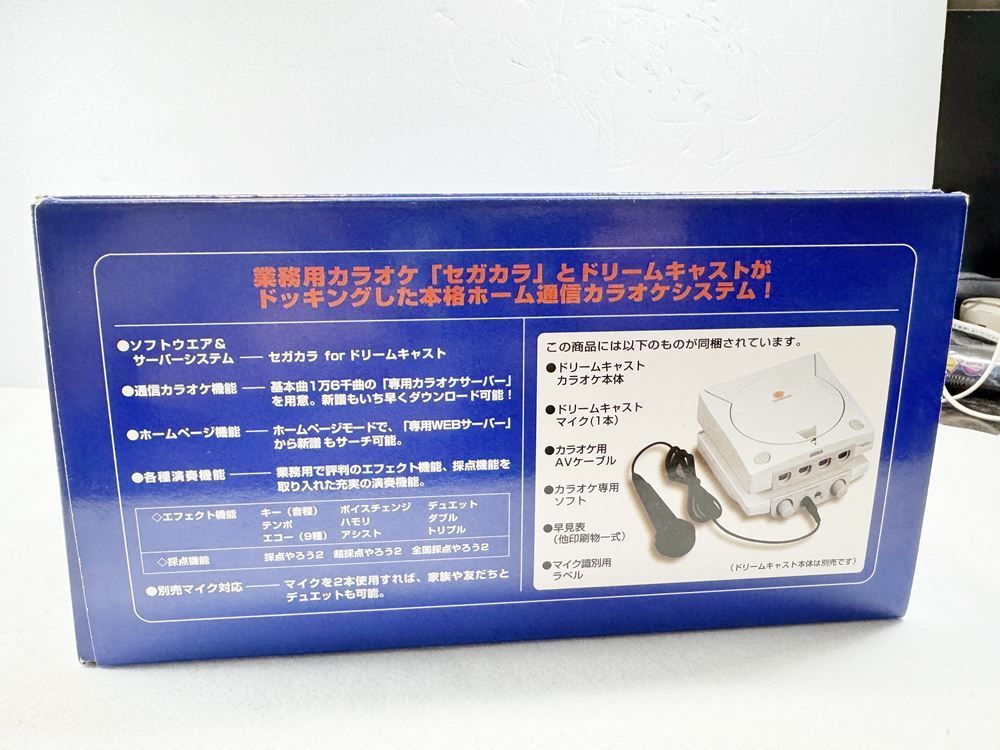 業務用カラオケ「セガカラ」とドリームキャストが
ドッキングした本格ホーム通信カラオケシステム！
●ソフトウエア&
サーバーシステム ― セガカラ for ドリームキャスト
●通信カラオケ機能 ― 基本曲1万6千曲の「専用カラオケサーバー」
を用意。新譜もいち早くダウンロード可能！
●ホームページ機能 ― ホームページモードで、「専用WEBサーバー」
から新譜もサーチ可能。
●各種演奏機能 ― 業務用で評判のエフェクト機能、採点機能を
取り入れた充実の演奏機能。
◇エフェクト機能 キー（音程） ボイスチェンジ デュエット
テンポ ハモリ ダブル
エコー（9種） アシスト トリプル
◇採点機能 採点やろう2 超採点やろう2 全国採点やろう2
●別売マイク対応 ― マイクを2本使用すれば、家族や友だちと
デュエットも可能。
この商品には以下のものが同梱されています。
●ドリームキャスト
カラオケ本体
●ドリームキャスト
マイク(1本)
●カラオケ用
AVケーブル
●カラオケ専用
ソフト
●早見表
（他印刷物一式）
●マイク識別用
ラベル
SEGA
（ドリームキャスト本体は別売です）